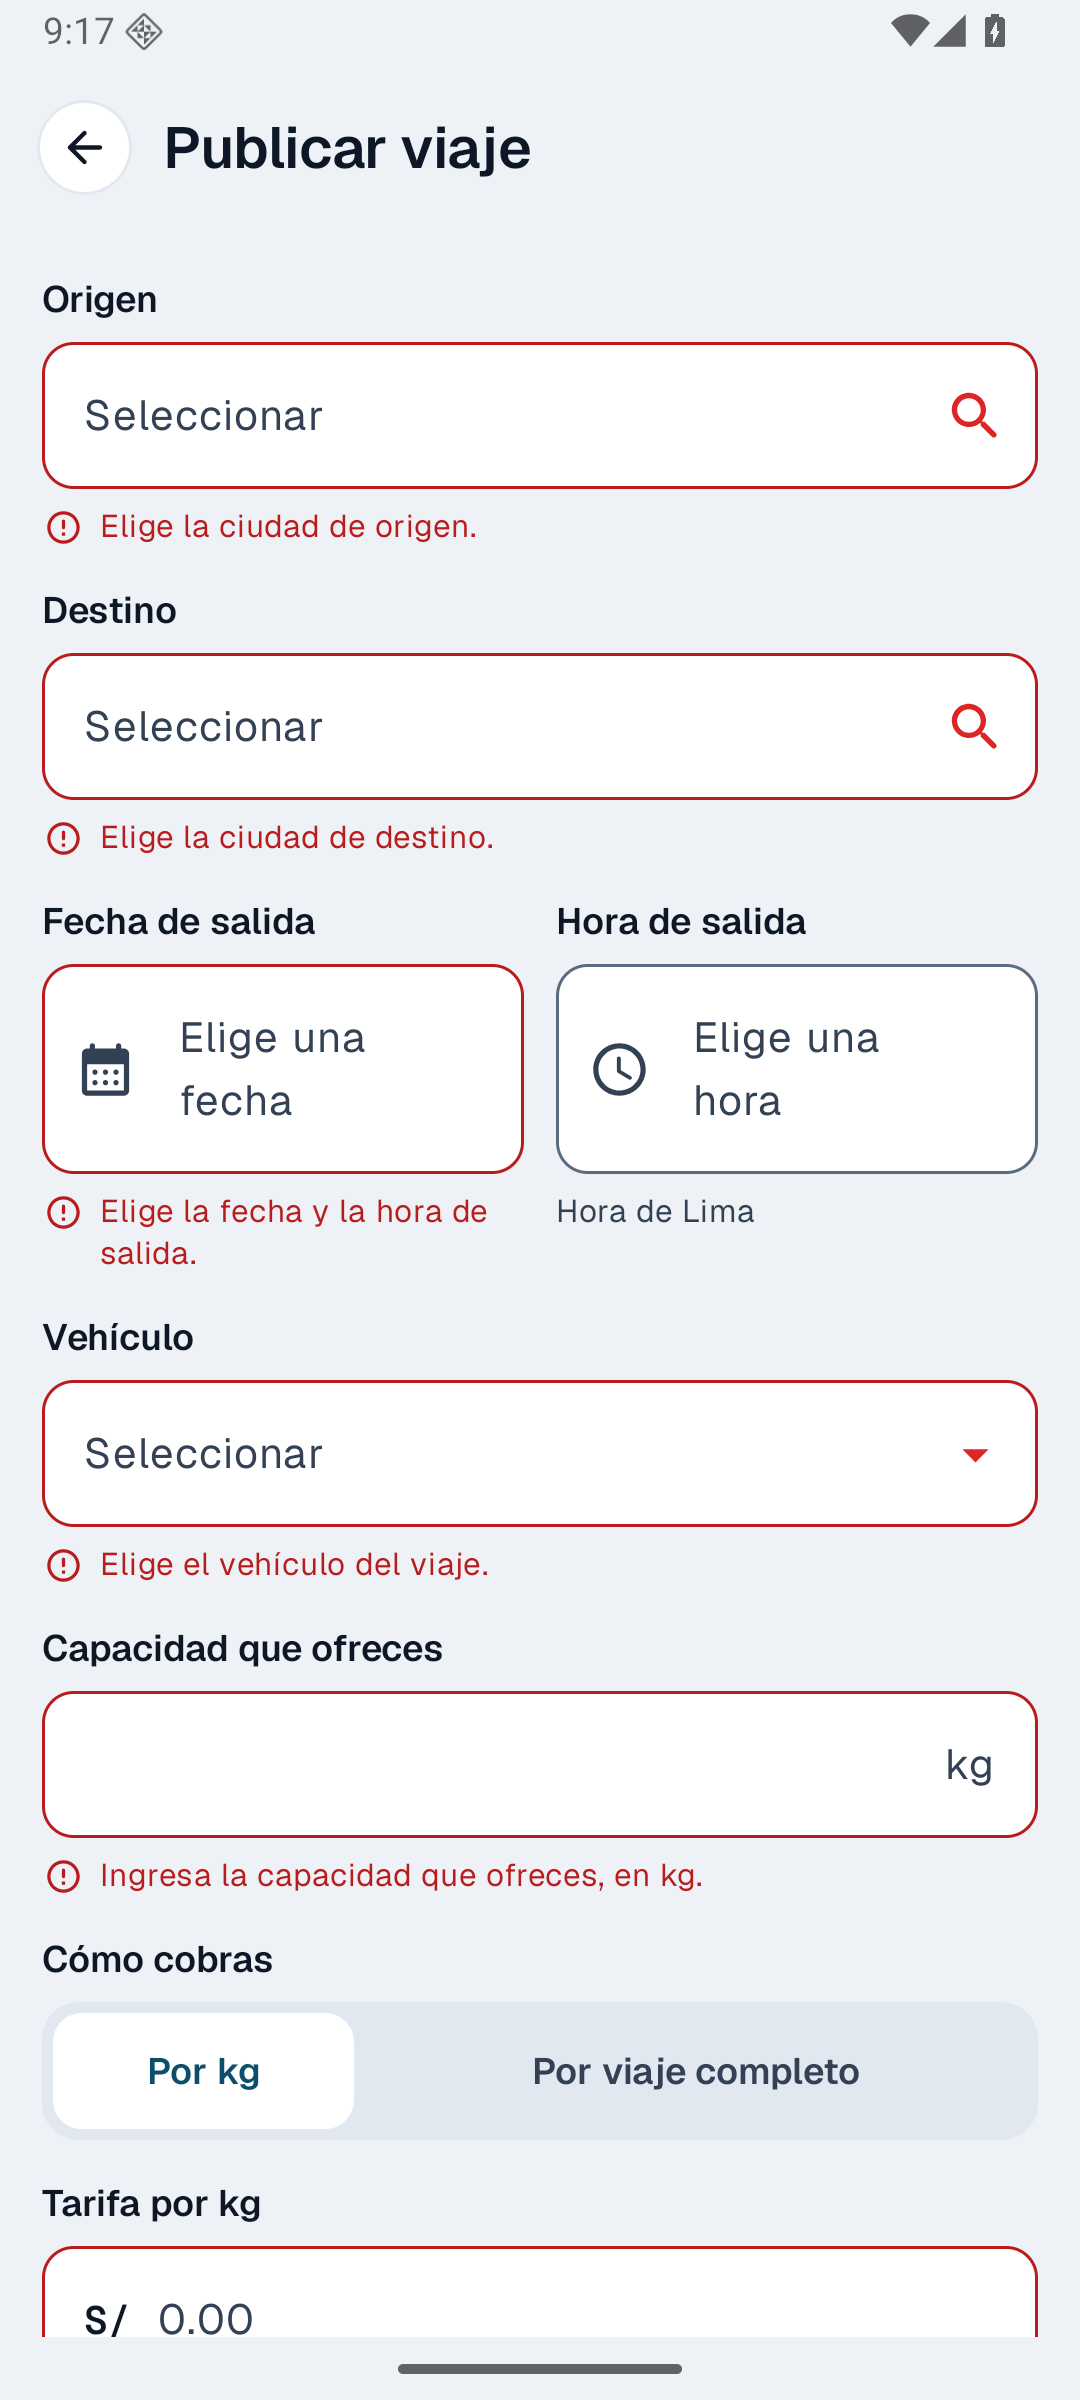 9:17
Publicar viaje
Origen
Seleccionar
Elige la ciudad de origen.
Destino
Seleccionar
Elige la ciudad de destino.
Fecha de salida
Elige una
fecha
Elige la fecha y la hora de
salida.
Hora de salida
Elige una
hora
Hora de Lima
Vehículo
Seleccionar
Elige el vehículo del viaje.
Capacidad que ofreces
kg
Ingresa la capacidad que ofreces, en kg.
Cómo cobras
Por kg
Por viaje completo
Tarifa por kg
S/ 0.00